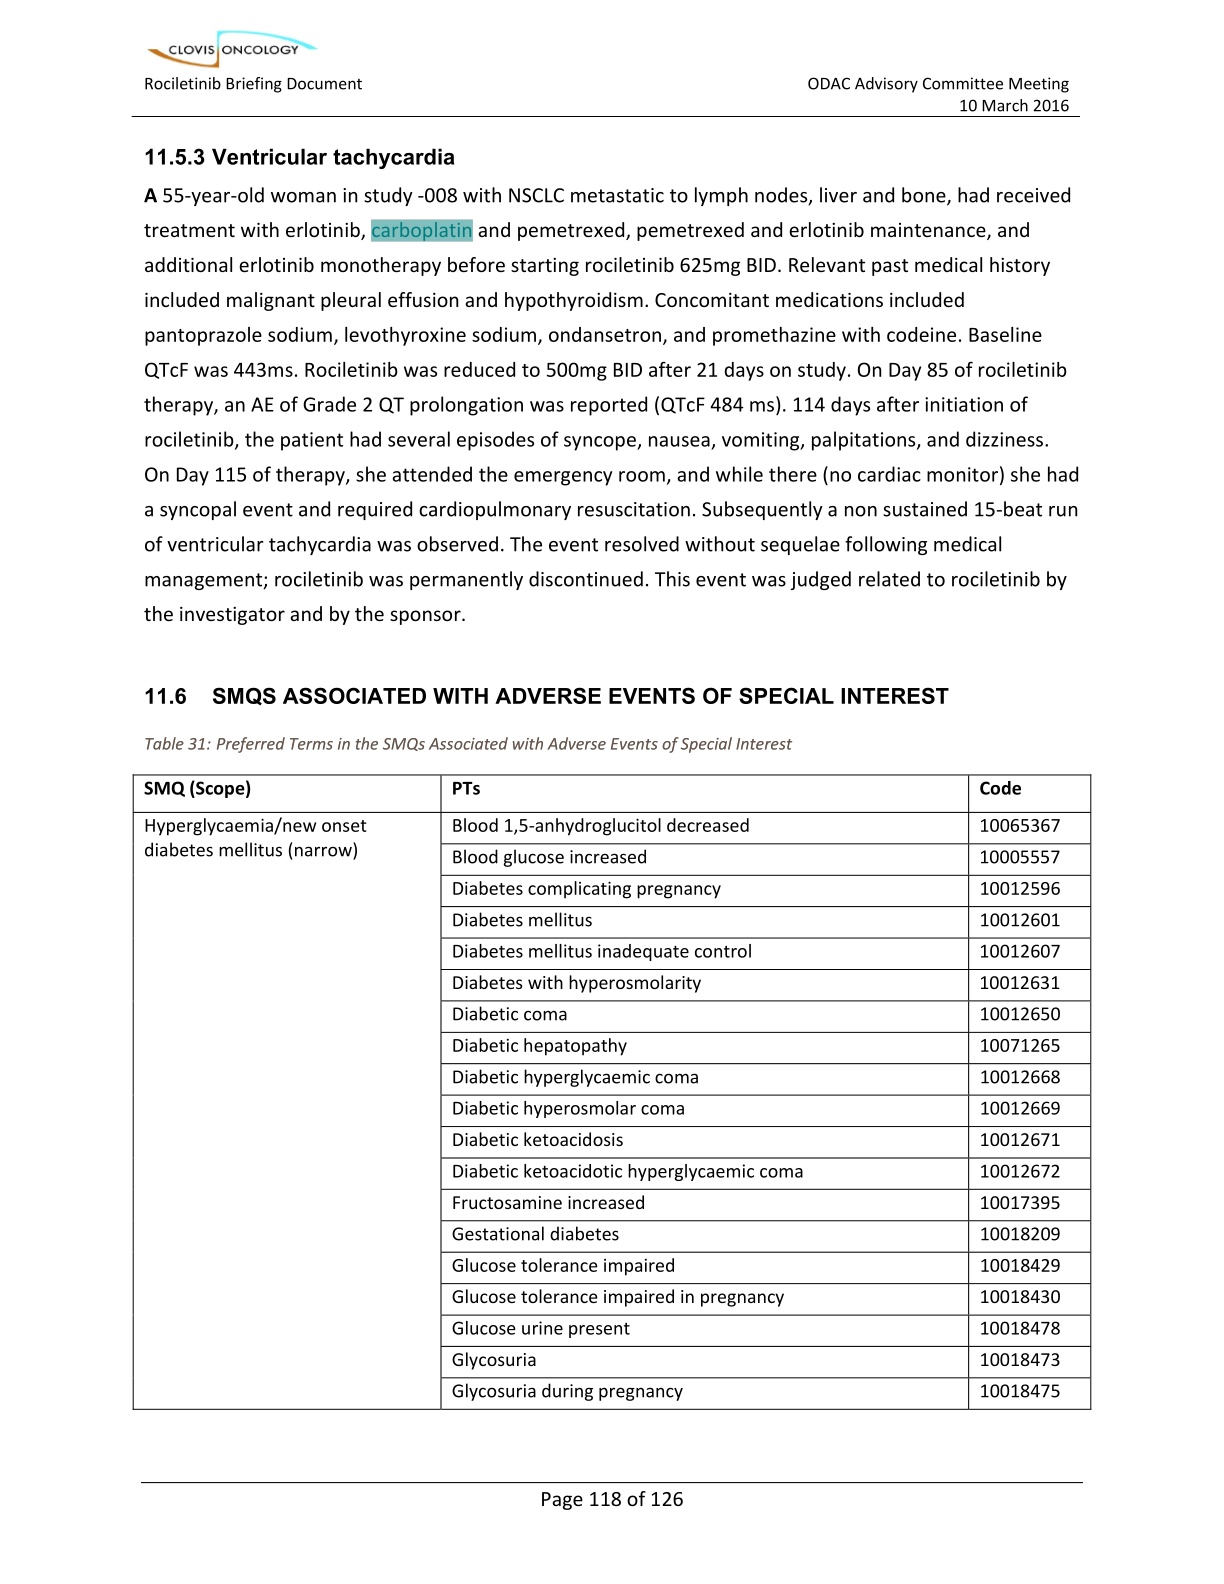 CLOVIS ONCOLOGY
Rociletinib Briefing Document
ODAC Advisory Committee Meeting
10 March 2016
11.5.3 Ventricular tachycardia
A 55-year-old woman in study -008 with NSCLC metastatic to lymph nodes, liver and bone, had received
treatment with erlotinib, carboplatin and pemetrexed, pemetrexed and erlotinib maintenance, and
additional erlotinib monotherapy before starting rociletinib 625mg BID. Relevant past medical history
included malignant pleural effusion and hypothyroidism. Concomitant medications included
pantoprazole sodium, levothyroxine sodium, ondansetron, and promethazine with codeine. Baseline
QTcF was 443ms. Rociletinib was reduced to 500mg BID after 21 days on study. On Day 85 of rociletinib
therapy, an AE of Grade 2 QT prolongation was reported (QTcF 484 ms). 114 days after initiation of
rociletinib, the patient had several episodes of syncope, nausea, vomiting, palpitations, and dizziness.
On Day 115 of therapy, she attended the emergency room, and while there (no cardiac monitor) she had
a syncopal event and required cardiopulmonary resuscitation. Subsequently a non sustained 15-beat run
of ventricular tachycardia was observed. The event resolved without sequelae following medical
management; rociletinib was permanently discontinued. This event was judged related to rociletinib by
the investigator and by the sponsor.
11.6 SMQS ASSOCIATED WITH ADVERSE EVENTS OF SPECIAL INTEREST
Table 31: Preferred Terms in the SMQs Associated with Adverse Events of Special Interest
SMQ (Scope) PTs Code
Hyperglycaemia/new onset Blood 1,5-anhydroglucitol decreased 10065367
diabetes mellitus (narrow)
Blood glucose increased 10005557
Diabetes complicating pregnancy 10012596
Diabetes mellitus 10012601
Diabetes mellitus inadequate control 10012607
Diabetes with hyperosmolarity 10012631
Diabetic coma 10012650
Diabetic hepatopathy 10071265
Diabetic hyperglycaemic coma 10012668
Diabetic hyperosmolar coma 10012669
Diabetic ketoacidosis 10012671
Diabetic ketoacidotic hyperglycaemic coma 10012672
Fructosamine increased 10017395
Gestational diabetes 10018209
Glucose tolerance impaired 10018429
Glucose tolerance impaired in pregnancy 10018430
Glucose urine present 10018478
Glycosuria 10018473
Glycosuria during pregnancy 10018475
Page 118 of 126